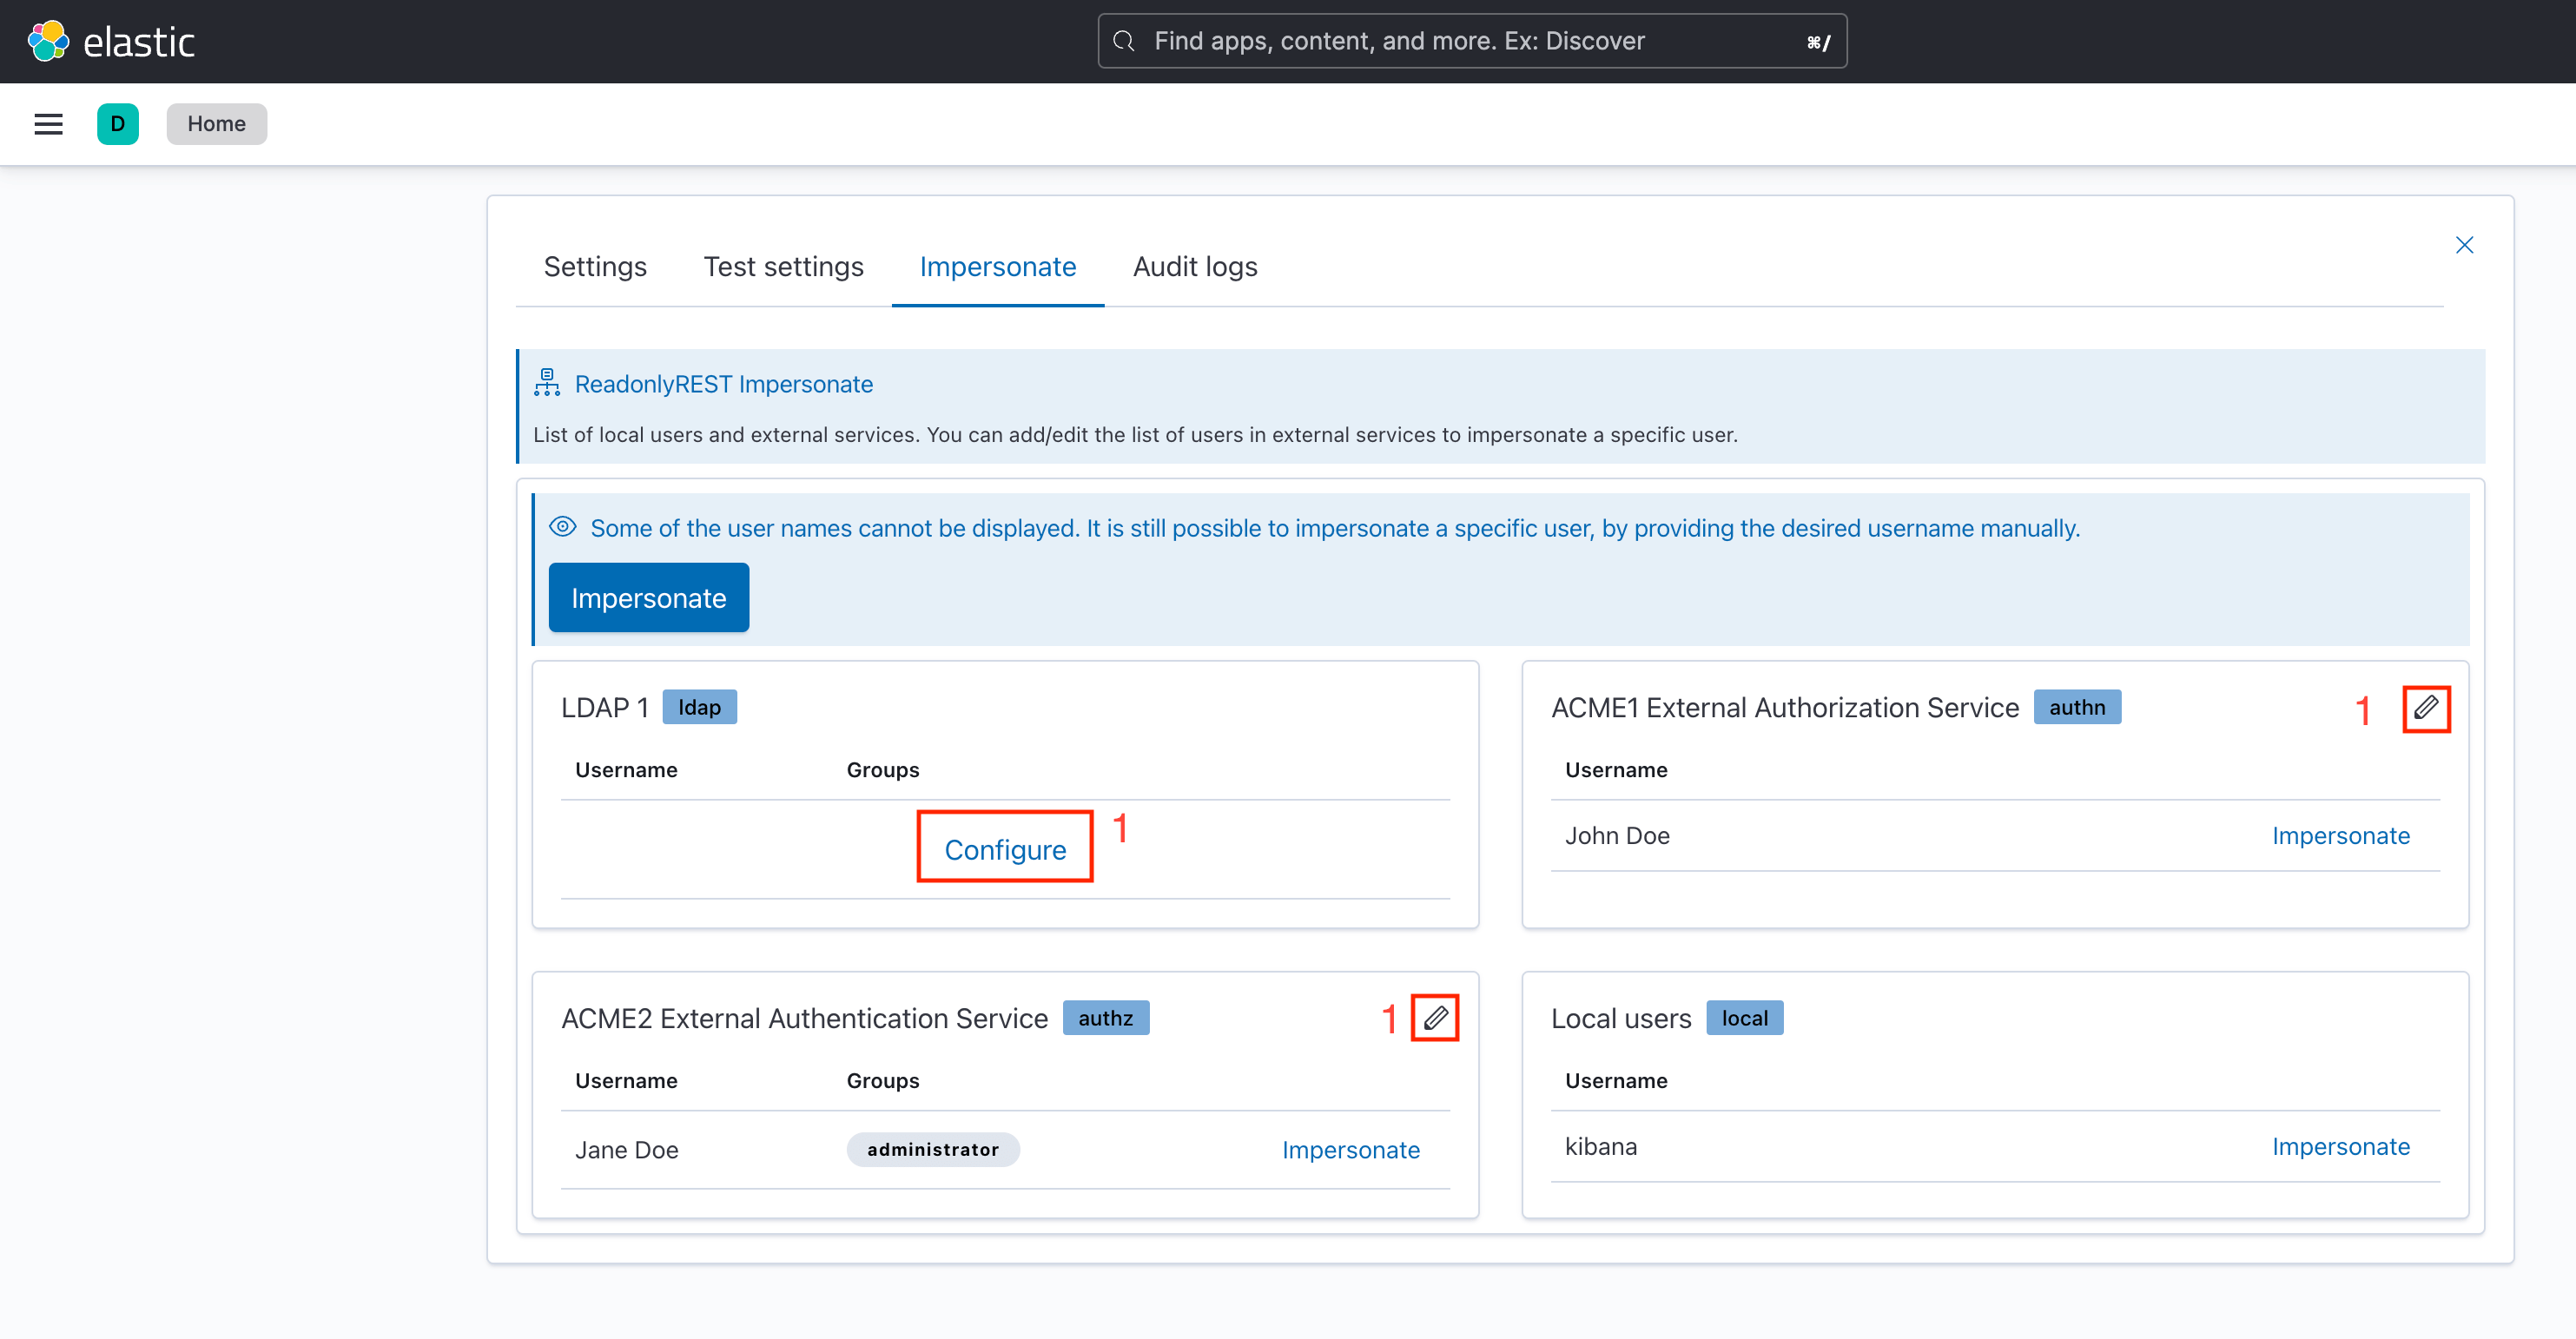 elastic
Find apps, content, and more. Ex: Discover ⌘/
D Home
Settings Test settings Impersonate Audit logs
ReadonlyREST Impersonate
List of local users and external services. You can add/edit the list of users in external services to impersonate a specific user.
Some of the user names cannot be displayed. It is still possible to impersonate a specific user, by providing the desired username manually.
Impersonate
LDAP 1 ldap
Username Groups
Configure 1
ACME1 External Authorization Service authn 1
Username
John Doe Impersonate
ACME2 External Authentication Service authz 1
Username Groups
Jane Doe administrator Impersonate
Local users local
Username
kibana Impersonate